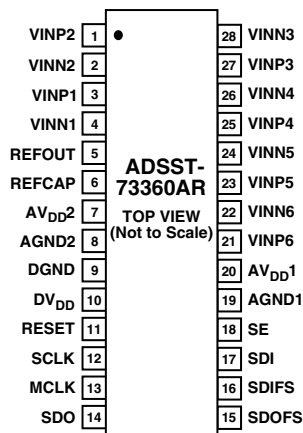 VINP2 1
VINN2 2
VINP1 3
VINN1 4
REFOUT 5
REFCAP 6
AVDD2 7
AGND2 8
DGND 9
DVDD 10
RESET 11
SCLK 12
MCLK 13
SDO 14
ADSST-
73360AR
TOP VIEW
(Not to Scale)
28 VINN3
27 VINP3
26 VINN4
25 VINP4
24 VINN5
23 VINP5
22 VINN6
21 VINP6
20 AVDD1
19 AGND1
18 SE
17 SDI
16 SDIFS
15 SDOFS